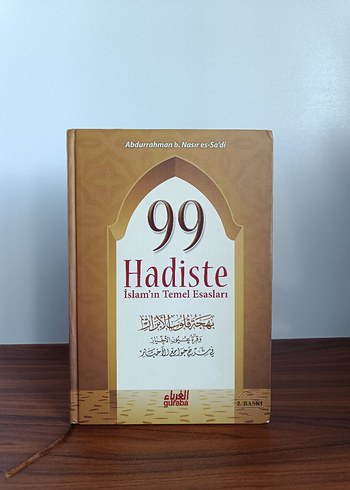 Abdurrahman b. Nasır es-Sa'di
99
Hadiste
İslam'ın Temel Esasları
بهجة قلوب الأبرار
وقرة عيون الأخيار
في شرح جوامع الأخبار
الغرباء
guraba
2. BASKI